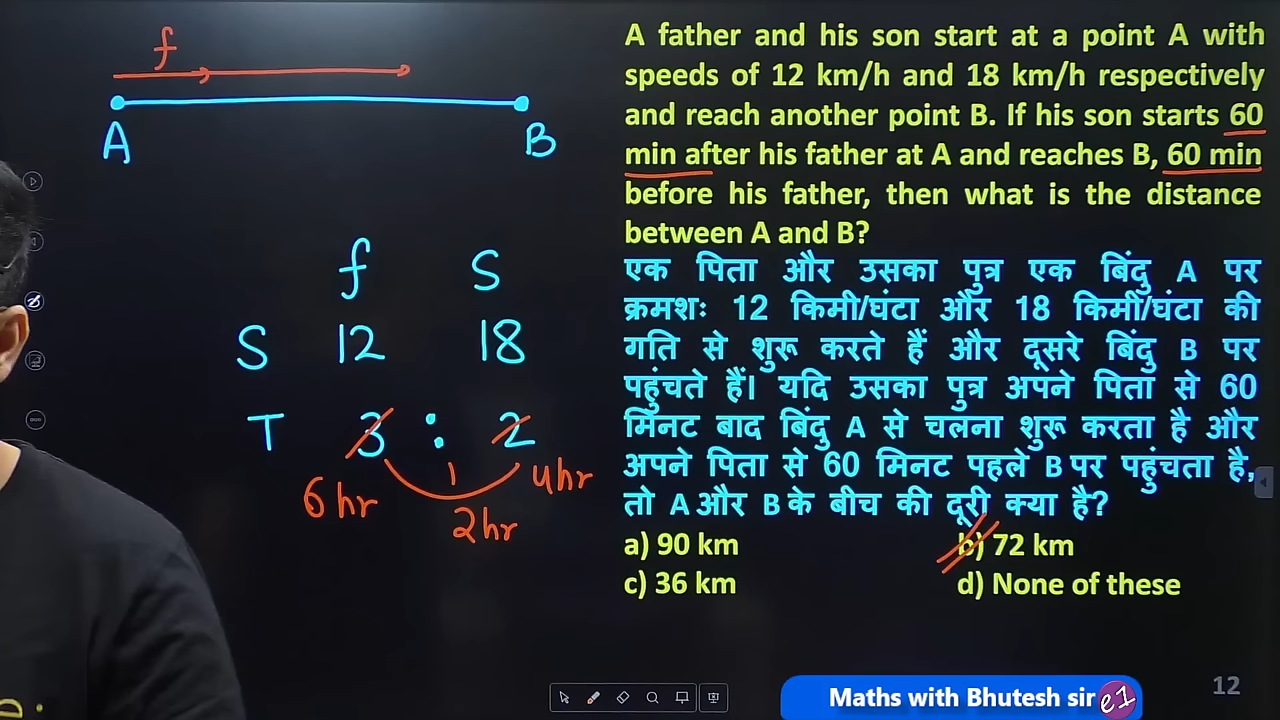 f
A
B
f S
S 12 18
T 3 : 2
1
6 hr
4hr
2hr
A father and his son start at a point A with
speeds of 12 km/h and 18 km/h respectively
and reach another point B. If his son starts 60
min after his father at A and reaches B, 60 min
before his father, then what is the distance
between A and B?
एक पिता और उसका पुत्र एक बिंदु A पर
क्रमशः 12 किमी/घंटा और 18 किमी/घंटा की
गति से शुरू करते हैं और दूसरे बिंदु B पर
पहुंचते हैं। यदि उसका पुत्र अपने पिता से 60
मिनट बाद बिंदु A से चलना शुरू करता है और
अपने पिता से 60 मिनट पहले B पर पहुंचता है,
तो A और B के बीच की दूरी क्या है?
a) 90 km b) 72 km
c) 36 km d) None of these
12
Maths with Bhutesh sir e1